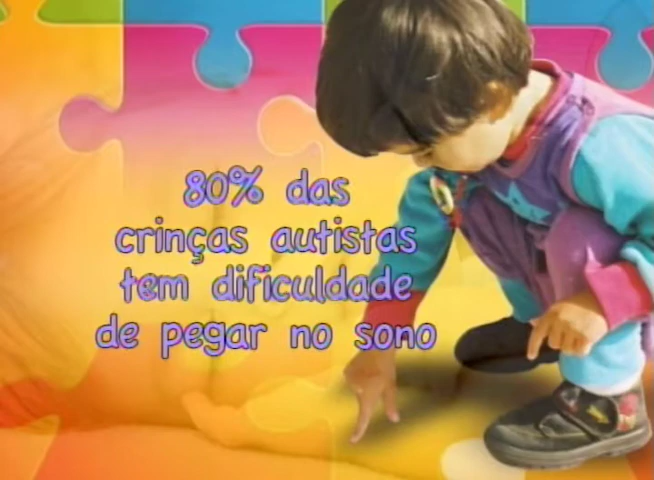 80% das
crinças autistas
tem dificuldade
de pegar no sono